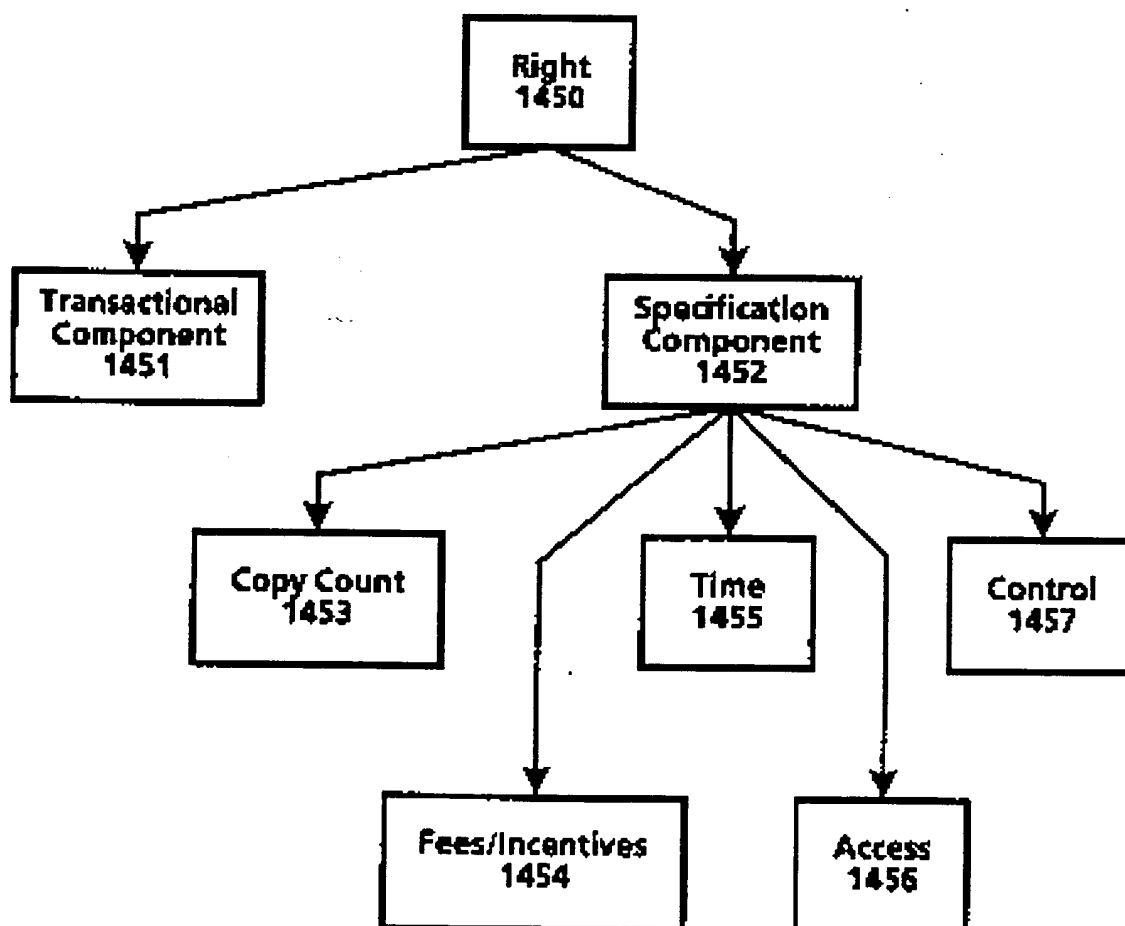 Right
1450
Transactional
Component
1451
Specification
Component
1452
Copy Count
1453
Time
1455
Control
1457
Fees/Incentives
1454
Access
1456